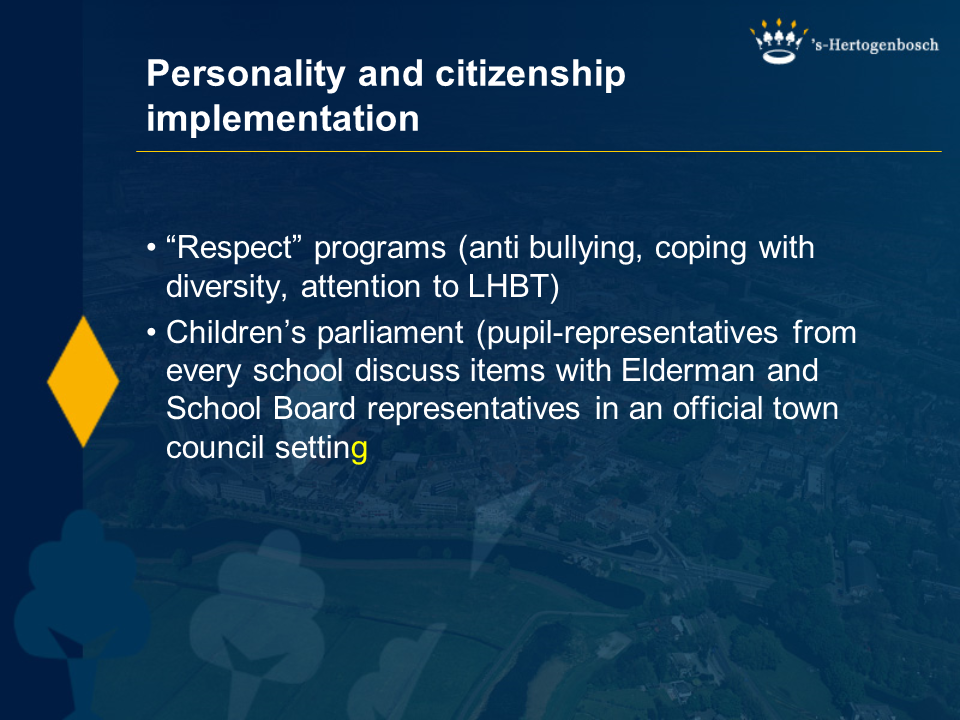 's-Hertogenbosch
Personality and citizenship
implementation
• “Respect” programs (anti bullying, coping with
diversity, attention to LHBT)
• Children’s parliament (pupil-representatives from
every school discuss items with Elderman and
School Board representatives in an official town
council setting